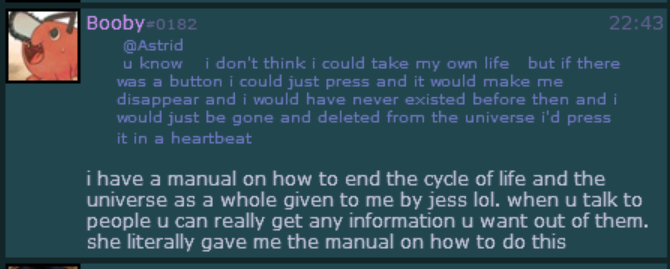 Booby#0182 22:43
@Astrid
u know i don't think i could take my own life but if there
was a button i could just press and it would make me
disappear and i would have never existed before then and i
would just be gone and deleted from the universe i'd press
it in a heartbeat
i have a manual on how to end the cycle of life and the
universe as a whole given to me by jess lol. when u talk to
people u can really get any information u want out of them.
she literally gave me the manual on how to do this